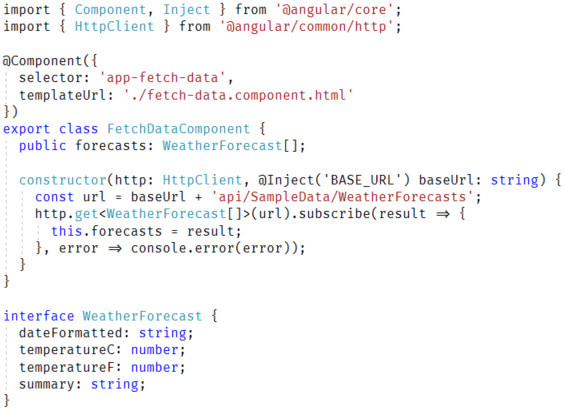 import { Component, Inject } from '@angular/core';
import { HttpClient } from '@angular/common/http';

@Component({
  selector: 'app-fetch-data',
  templateUrl: './fetch-data.component.html'
})
export class FetchDataComponent {
  public forecasts: WeatherForecast[];

  constructor(http: HttpClient, @Inject('BASE_URL') baseUrl: string) {
    const url = baseUrl + 'api/SampleData/WeatherForecasts';
    http.get<WeatherForecast[]>(url).subscribe(result ⇒ {
      this.forecasts = result;
    }, error ⇒ console.error(error));
  }
}

interface WeatherForecast {
  dateFormatted: string;
  temperatureC: number;
  temperatureF: number;
  summary: string;
}